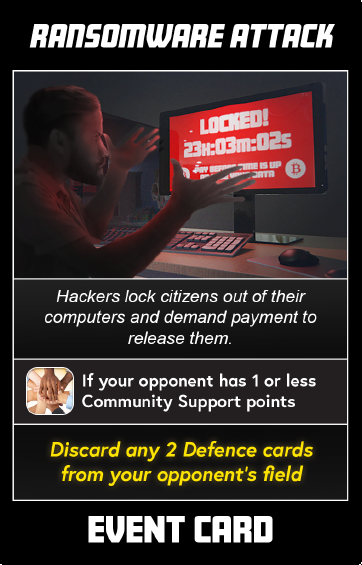 RANSOMWARE ATTACK
LOCKED!
23H:03M:02S
PAY BEFORE TIME IS UP
Hackers lock citizens out of their
computers and demand payment to
release them.
If your opponent has 1 or less
Community Support points
Discard any 2 Defence cards
from your opponent's field
EVENT CARD